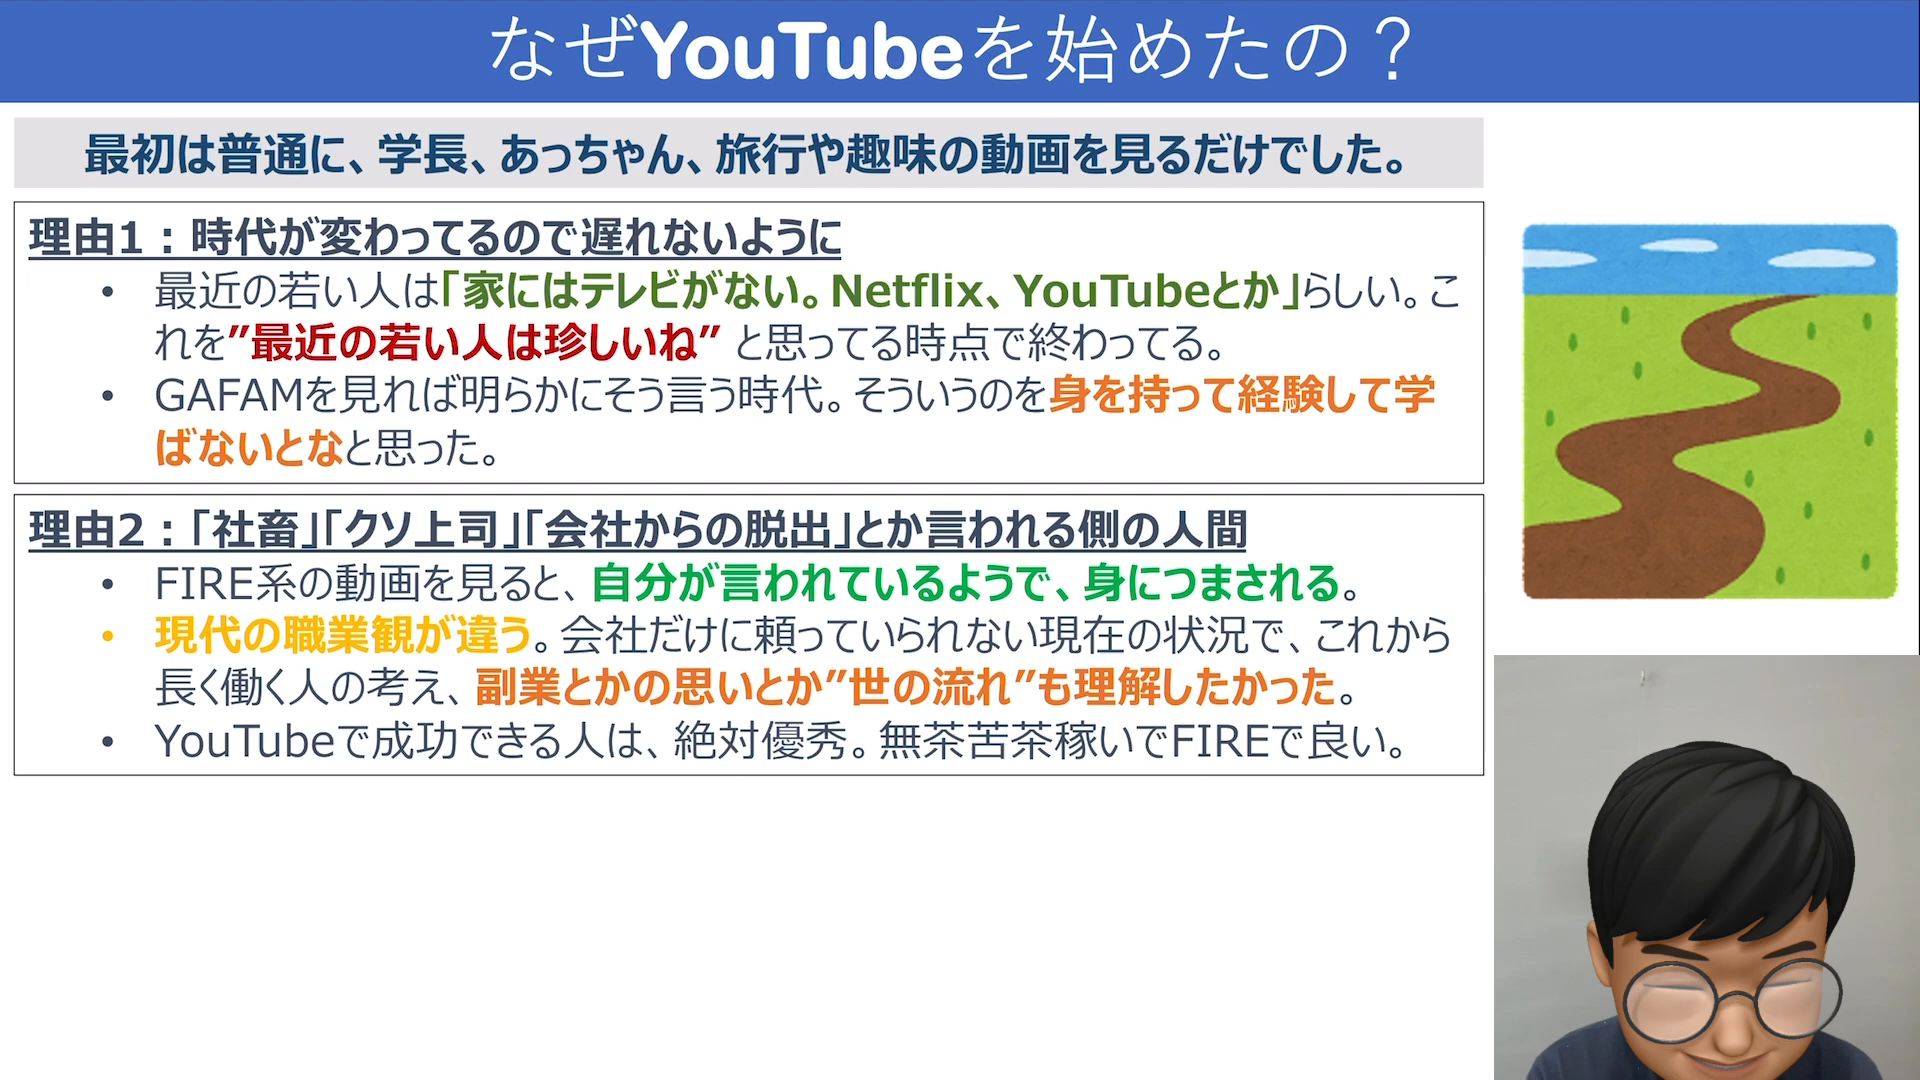 なぜYouTubeを始めたの？
最初は普通に、学長、あっちゃん、旅行や趣味の動画を見るだけでした。
理由1：時代が変わってるので遅れないように
• 最近の若い人は「家にはテレビがない。Netflix、YouTubeとか」らしい。こ
れを”最近の若い人は珍しいね” と思ってる時点で終わってる。
• GAFAMを見れば明らかにそう言う時代。そういうのを身を持って経験して学
ばないとなと思った。
理由2：「社畜」「クソ上司」「会社からの脱出」とか言われる側の人間
• FIRE系の動画を見ると、自分が言われているようで、身につまされる。
• 現代の職業観が違う。会社だけに頼っていられない現在の状況で、これから
長く働く人の考え、副業とかの思いとか”世の流れ”も理解したかった。
• YouTubeで成功できる人は、絶対優秀。無茶苦茶稼いでFIREで良い。